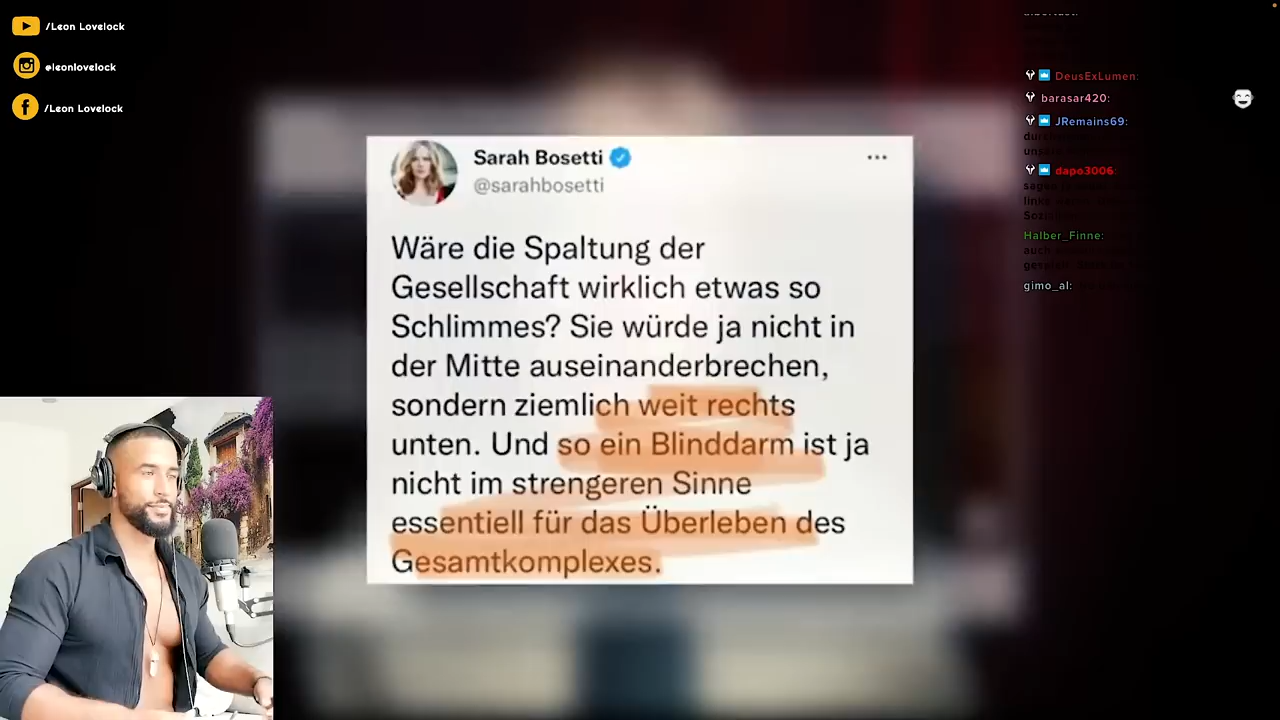 /Leon Lovelock
@leonlovelock
/Leon Lovelock
Sarah Bosetti
@sarahbosetti
Wäre die Spaltung der
Gesellschaft wirklich etwas so
Schlimmes? Sie würde ja nicht in
der Mitte auseinanderbrechen,
sondern ziemlich weit rechts
unten. Und so ein Blinddarm ist ja
nicht im strengeren Sinne
essentiell für das Überleben des
Gesamtkomplexes.
DeusExLumen:
barasar420:
JRemains69:
dapo3006:
Halber_Finne:
gimo_al: